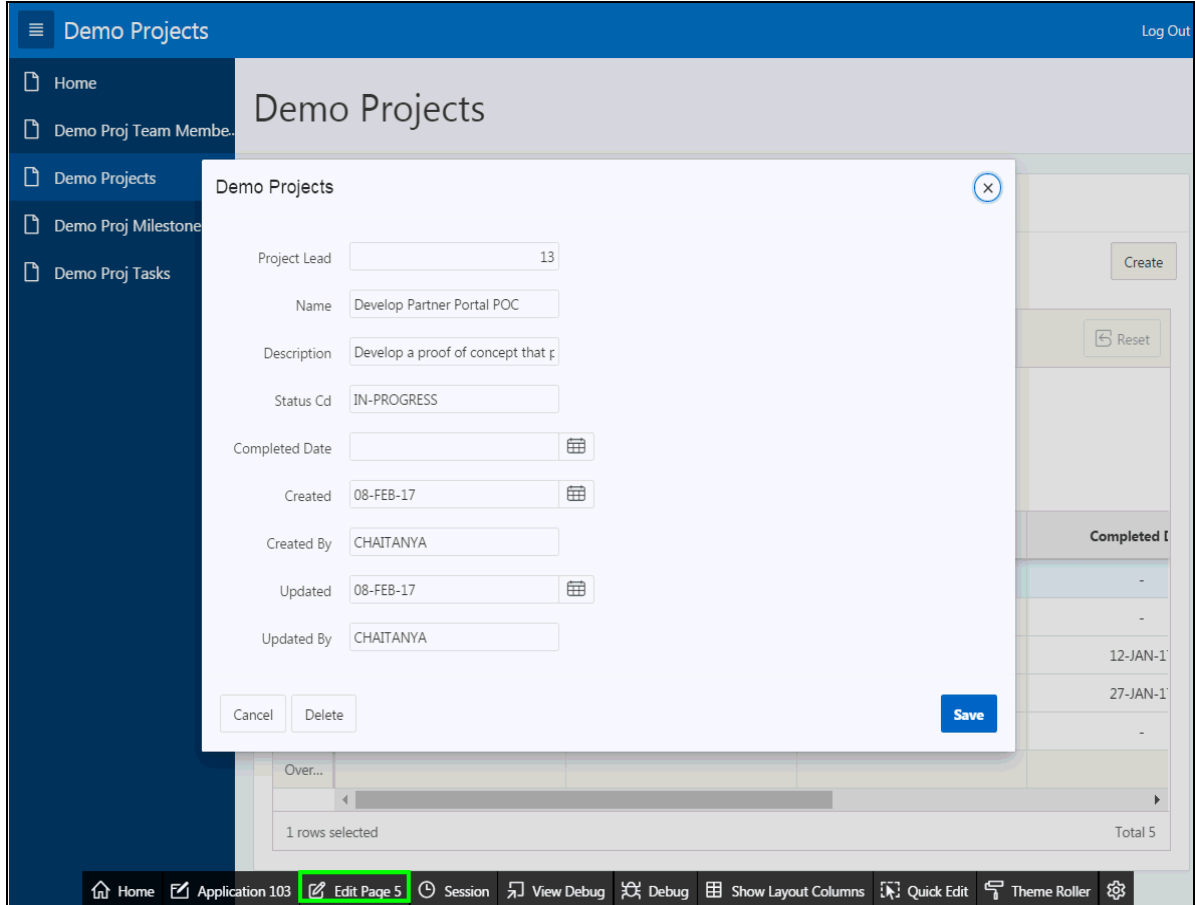 Demo Projects
Log Out
Home
Demo Proj Team Membe..
Demo Projects
Demo Proj Milestone
Demo Proj Tasks
Demo Projects
Create
Reset
Demo Projects
Project Lead 13
Name Develop Partner Portal POC
Description Develop a proof of concept that p
Status Cd IN-PROGRESS
Completed Date
Created 08-FEB-17
Created By CHAITANYA
Updated 08-FEB-17
Updated By CHAITANYA
Cancel Delete Save
Completed D
-
-
12-JAN-1
27-JAN-1
-
Over...
1 rows selected Total 5
Home Application 103 Edit Page 5 Session View Debug Debug Show Layout Columns Quick Edit Theme Roller